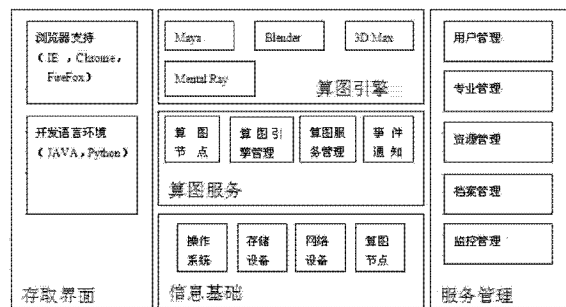 浏览器支持
（IE ，Chrome，
FireFox）
开发语言环境
（JAVA，Python）
存取界面
Maya
Blender
3D Max
Mental Ray
算图引擎
算 图
节 点
算 图 引
擎管理
算图服
务管理
事 件
通 知
算图服务
操作
系统
存储
设备
网络
设备
算图
节点
信息基础
用户管理
专业管理
资源管理
档案管理
监控管理
服务管理